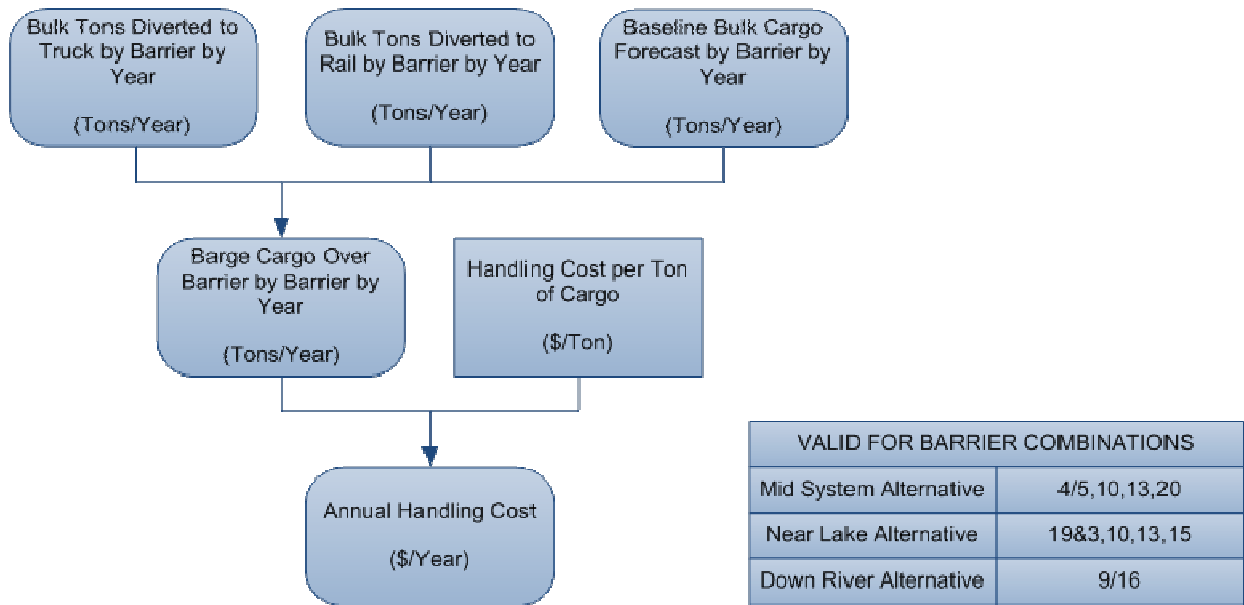 Bulk Tons Diverted to
Truck by Barrier by
Year
(Tons/Year)
Bulk Tons Diverted to
Rail by Barrier by Year
(Tons/Year)
Baseline Bulk Cargo
Forecast by Barrier by
Year
(Tons/Year)
Barge Cargo Over
Barrier by Barrier by
Year
(Tons/Year)
Handling Cost per Ton
of Cargo
($/Ton)
Annual Handling Cost
($/Year)
VALID FOR BARRIER COMBINATIONS
Mid System Alternative 4/5,10,13,20
Near Lake Alternative 19&3,10,13,15
Down River Alternative 9/16